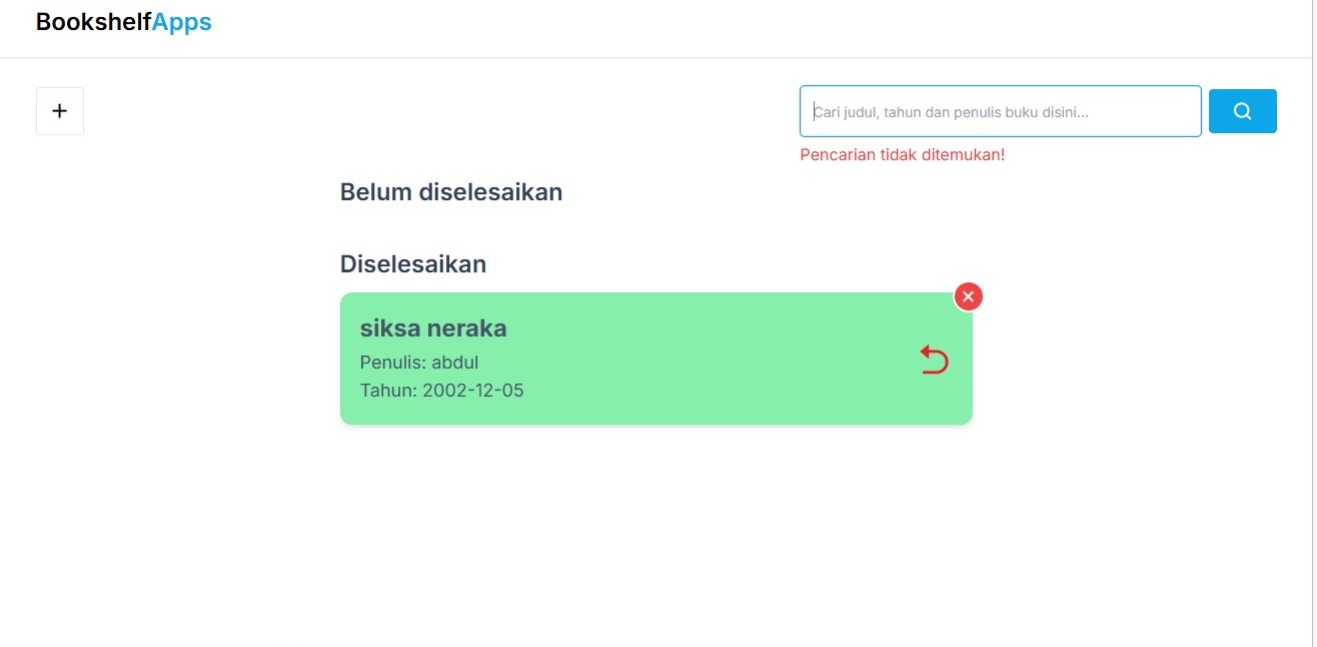 BookshelfApps
Cari judul, tahun dan penulis buku disini...
Pencarian tidak ditemukan!
Belum diselesaikan
Diselesaikan
siksa neraka
Penulis: abdul
Tahun: 2002-12-05